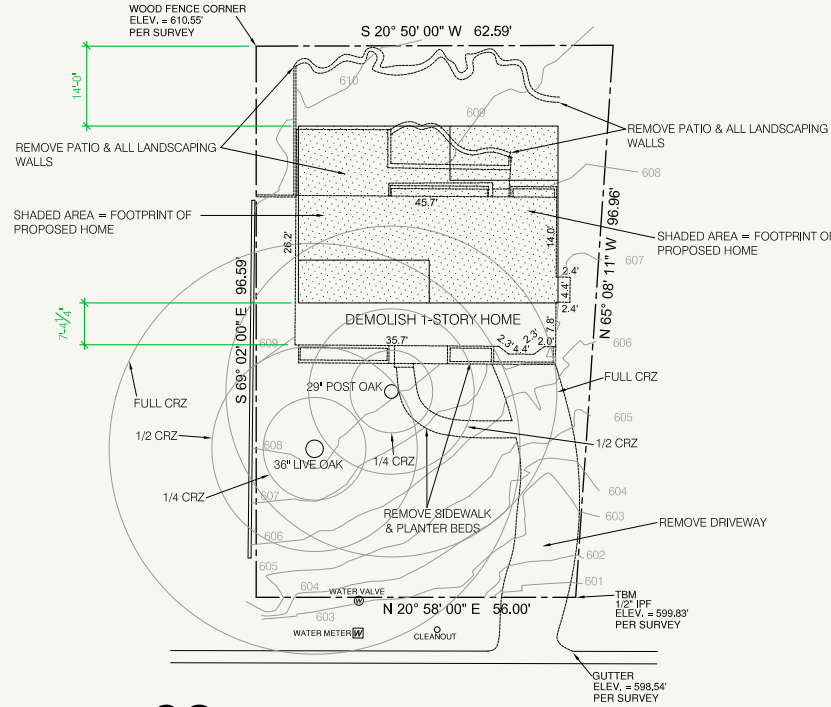 WOOD FENCE CORNER
ELEV. = 610.55'
PER SURVEY
S 20° 50' 00" W 62.59'
14'-0"
610
609
REMOVE PATIO & ALL LANDSCAPING
WALLS
REMOVE PATIO & ALL LANDSCAPING
WALLS
608
45.7'
SHADED AREA = FOOTPRINT OF
PROPOSED HOME
SHADED AREA = FOOTPRINT OF
PROPOSED HOME
26.2'
14.0'
N 65° 08' 11" W 96.96'
607
2.4'
4.4'
2.4'
S 69° 02' 00" E 96.59'
7'-4 1/4"
DEMOLISH 1-STORY HOME
7.8'
35.7'
2.3'
4.4'
2.3'
2.0'
606
609
FULL CRZ
29" POST OAK
FULL CRZ
605
1/2 CRZ
1/2 CRZ
608
36" LIVE OAK
1/4 CRZ
604
1/4 CRZ
607
REMOVE SIDEWALK
& PLANTER BEDS
603
REMOVE DRIVEWAY
606
602
605
601
604
WATER VALVE
W
TBM
1/2" IPF
ELEV. = 599.83'
PER SURVEY
603
N 20° 58' 00" E 56.00'
WATER METER W
CLEANOUT
GUTTER
ELEV. = 598.54'
PER SURVEY